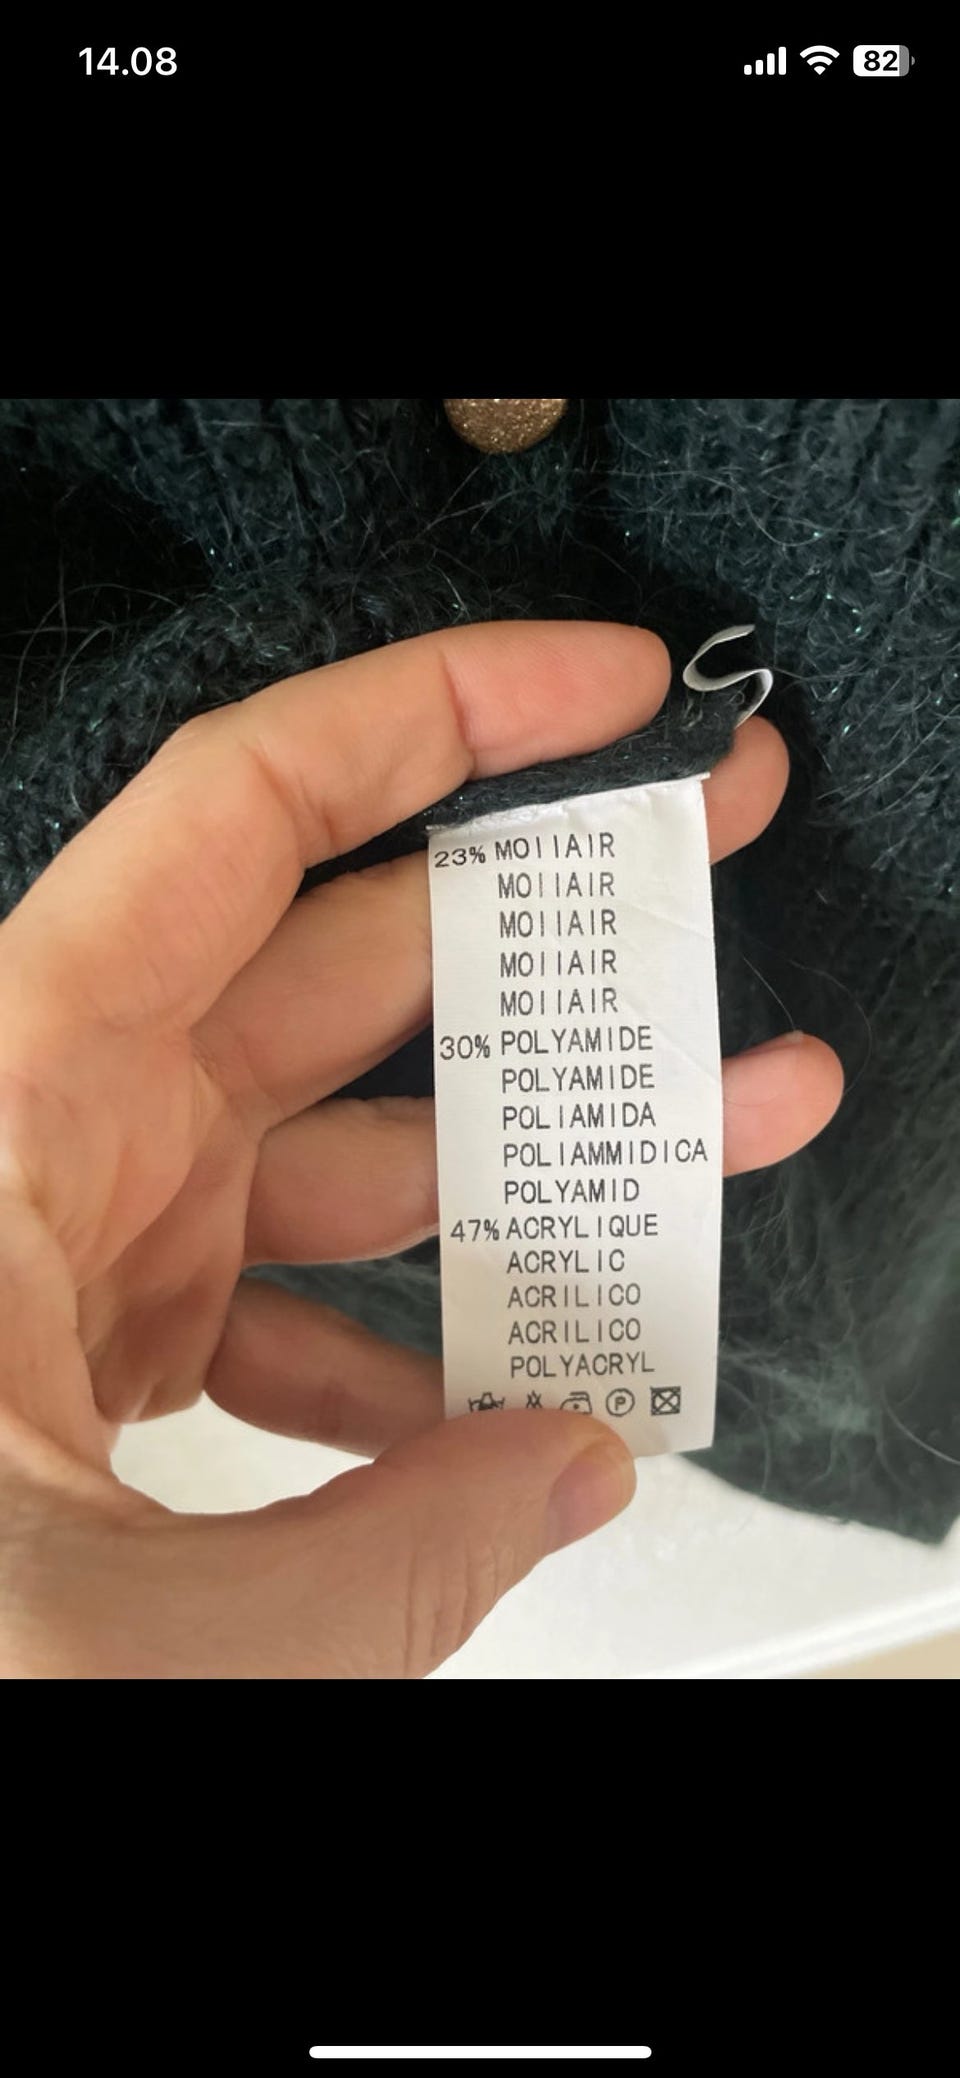 14.08
82
23% MOIIAIR
MOIIAIR
MOIIAIR
MOIIAIR
MOIIAIR
30% POLYAMIDE
POLYAMIDE
POLIAMIDA
POLIAMMIDICA
POLYAMID
47% ACRYLIQUE
ACRYLIC
ACRILICO
ACRILICO
POLYACRYL
P